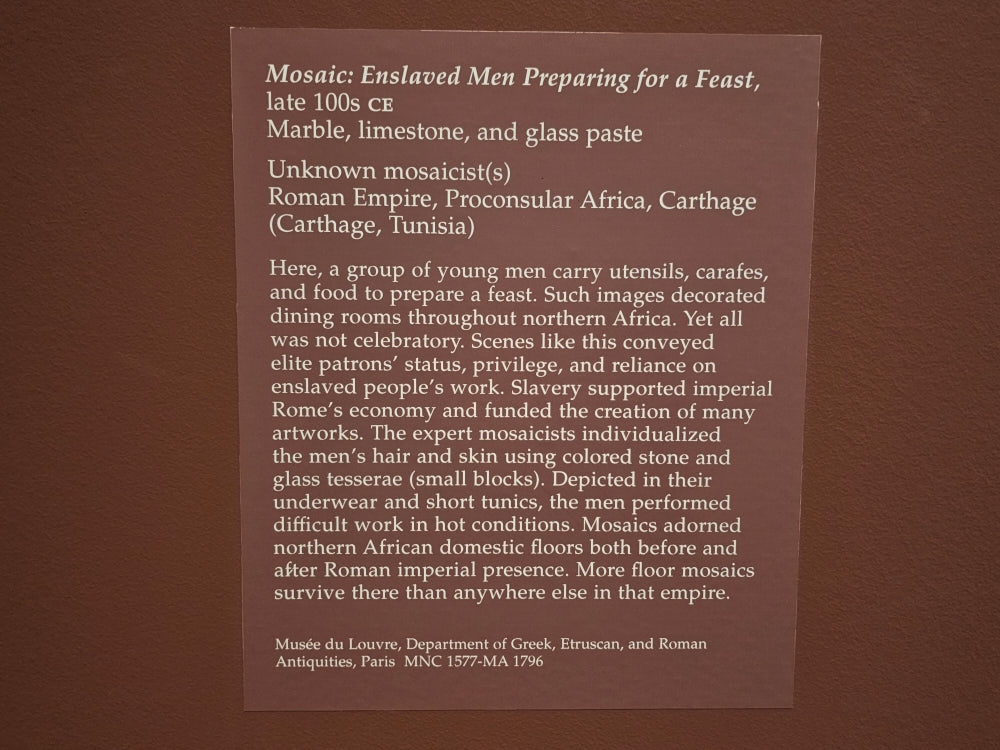 Mosaic: Enslaved Men Preparing for a Feast,
late 100s CE
Marble, limestone, and glass paste
Unknown mosaicist(s)
Roman Empire, Proconsular Africa, Carthage
(Carthage, Tunisia)
Here, a group of young men carry utensils, carafes,
and food to prepare a feast. Such images decorated
dining rooms throughout northern Africa. Yet all
was not celebratory. Scenes like this conveyed
elite patrons’ status, privilege, and reliance on
enslaved people’s work. Slavery supported imperial
Rome’s economy and funded the creation of many
artworks. The expert mosaicists individualized
the men’s hair and skin using colored stone and
glass tesserae (small blocks). Depicted in their
underwear and short tunics, the men performed
difficult work in hot conditions. Mosaics adorned
northern African domestic floors both before and
after Roman imperial presence. More floor mosaics
survive there than anywhere else in that empire.
Musée du Louvre, Department of Greek, Etruscan, and Roman
Antiquities, Paris MNC 1577-MA 1796